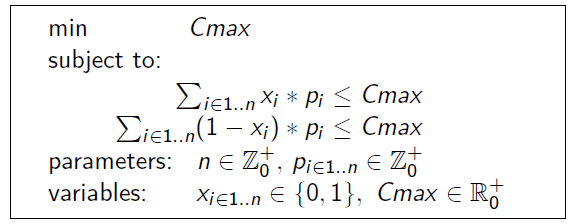 min Cmax
subject to:
∑i∈1..n xi ∗ pi ≤ Cmax
∑i∈1..n(1 − xi) ∗ pi ≤ Cmax
parameters: n ∈ ℤ₀⁺, pi∈1..n ∈ ℤ₀⁺
variables: xi∈1..n ∈ {0, 1}, Cmax ∈ ℝ₀⁺